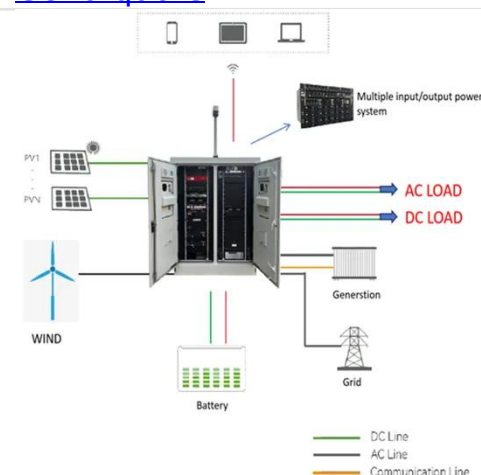 Multiple input/output power
system
PV1
PVN
AC LOAD
DC LOAD
WIND
Generstion
Grid
Battery
DC Line
AC Line
Communication Line